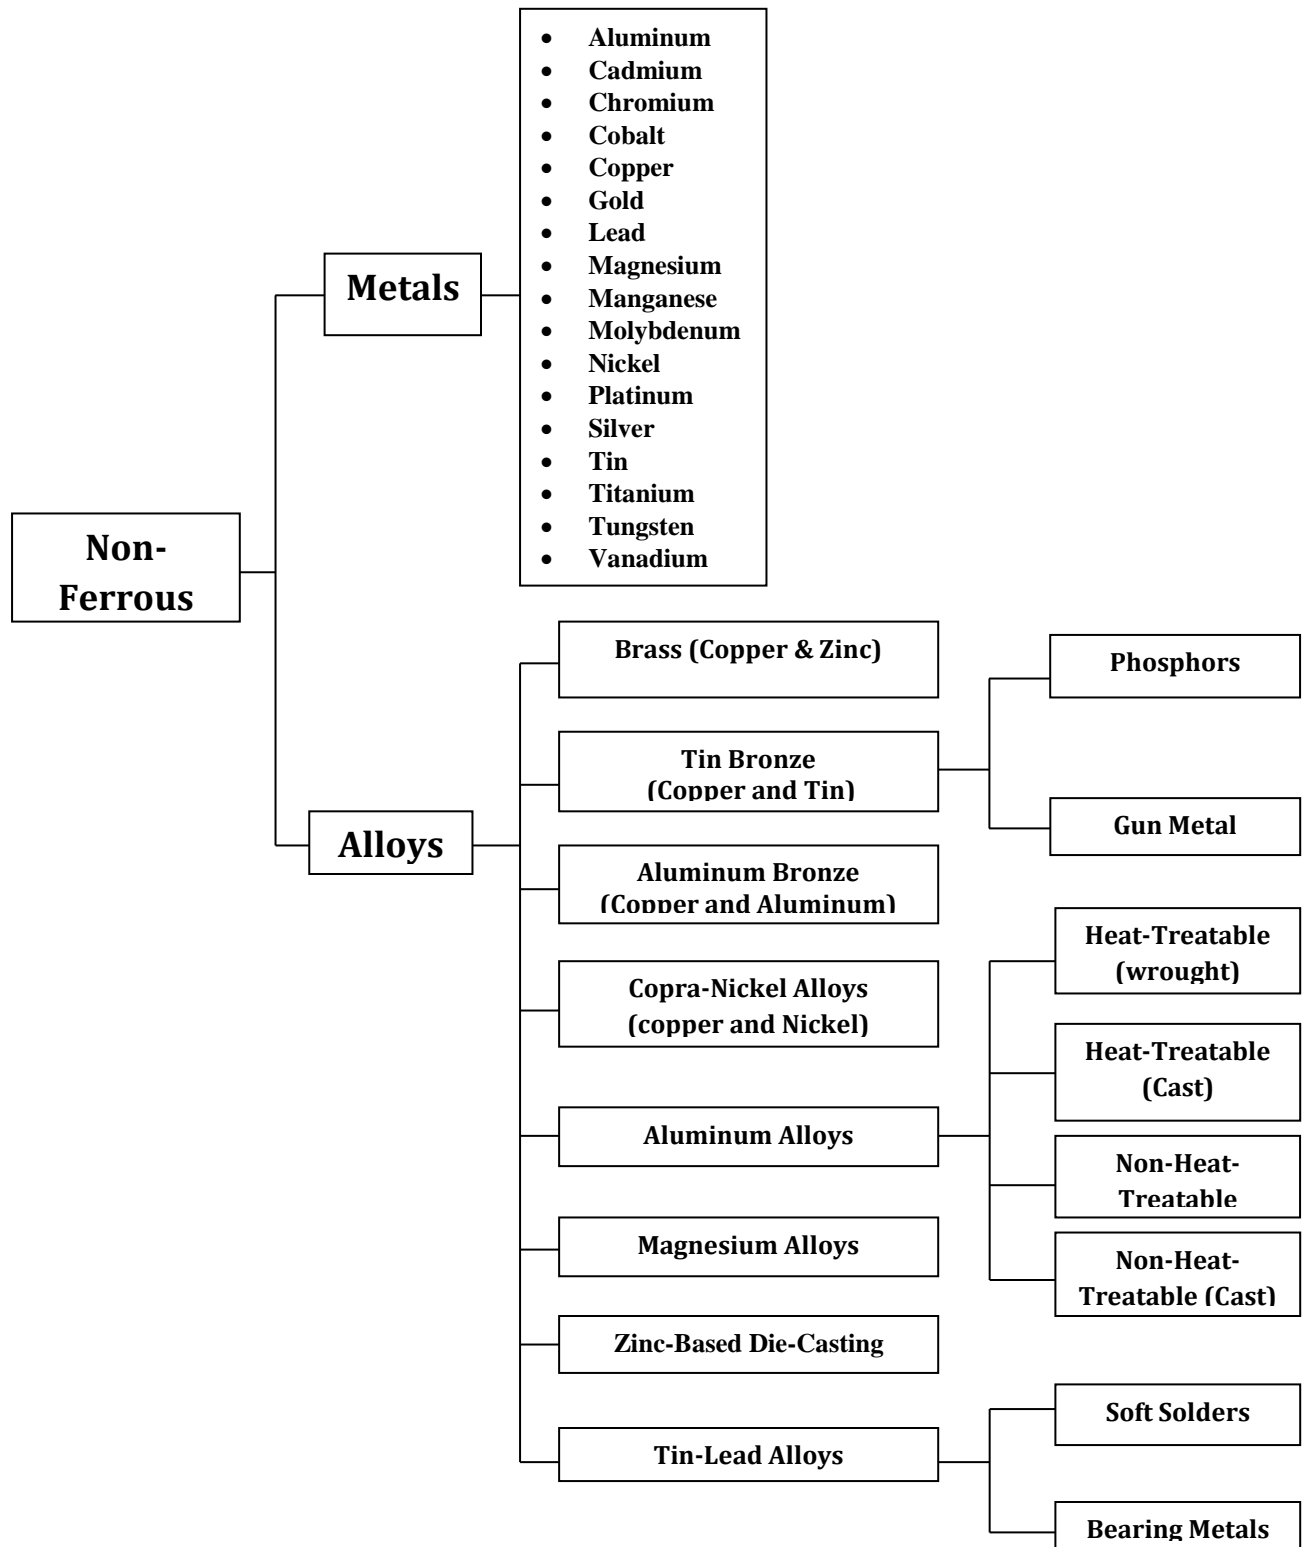 • Aluminum
• Cadmium
• Chromium
• Cobalt
• Copper
• Gold
• Lead
• Magnesium
• Manganese
• Molybdenum
• Nickel
• Platinum
• Silver
• Tin
• Titanium
• Tungsten
• Vanadium
Metals
Non-
Ferrous
Alloys
Brass (Copper & Zinc)
Tin Bronze
(Copper and Tin)
Phosphors
Gun Metal
Aluminum Bronze
(Copper and Aluminum)
Copra-Nickel Alloys
(copper and Nickel)
Aluminum Alloys
Heat-Treatable
(wrought)
Heat-Treatable
(Cast)
Non-Heat-
Treatable
Non-Heat-
Treatable (Cast)
Magnesium Alloys
Zinc-Based Die-Casting
Tin-Lead Alloys
Soft Solders
Bearing Metals